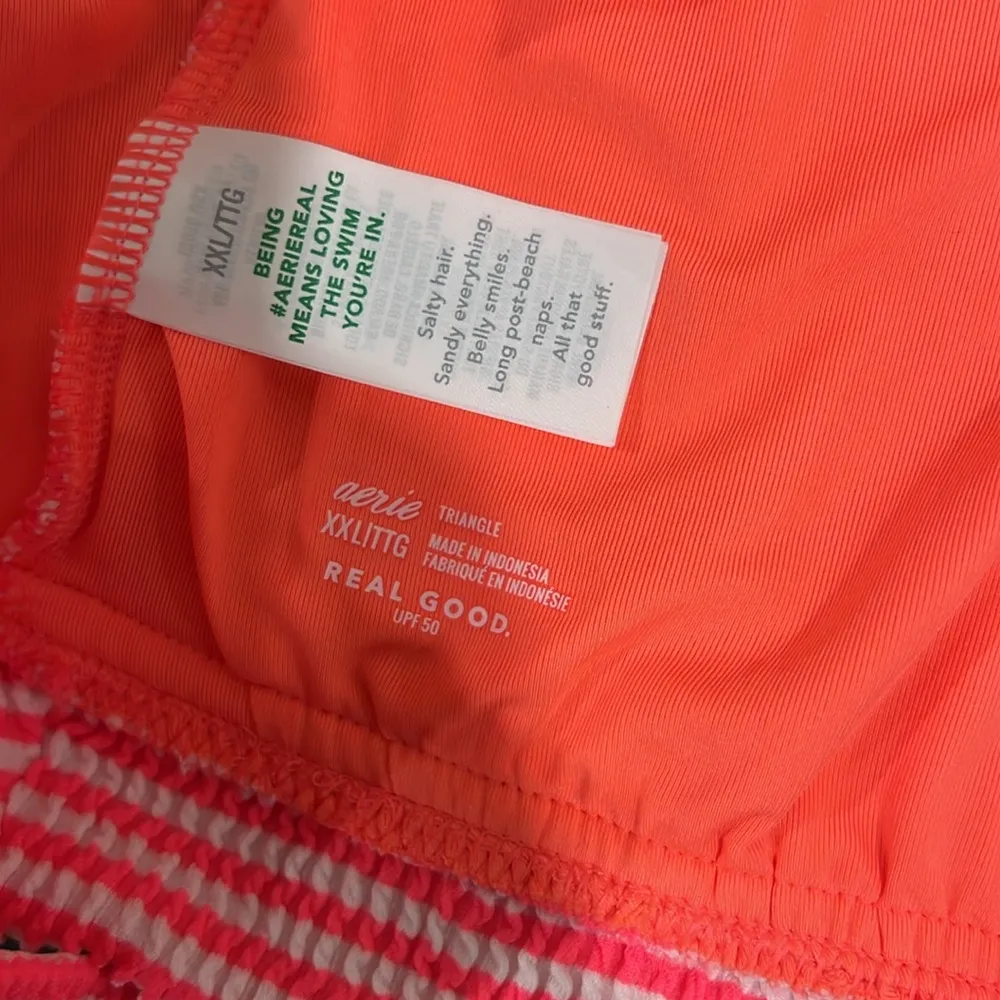 XXL/TTG
BEING
#AERIEREAL
MEANS LOVING
THE SWIM
YOU'RE IN.
Salty hair.
Sandy everything.
Belly smiles.
Long post-beach
naps.
All that
good stuff.
aerie TRIANGLE
XXL/TTG MADE IN INDONESIA
FABRIQUÉ EN INDONÉSIE
REAL GOOD.
UPF 50